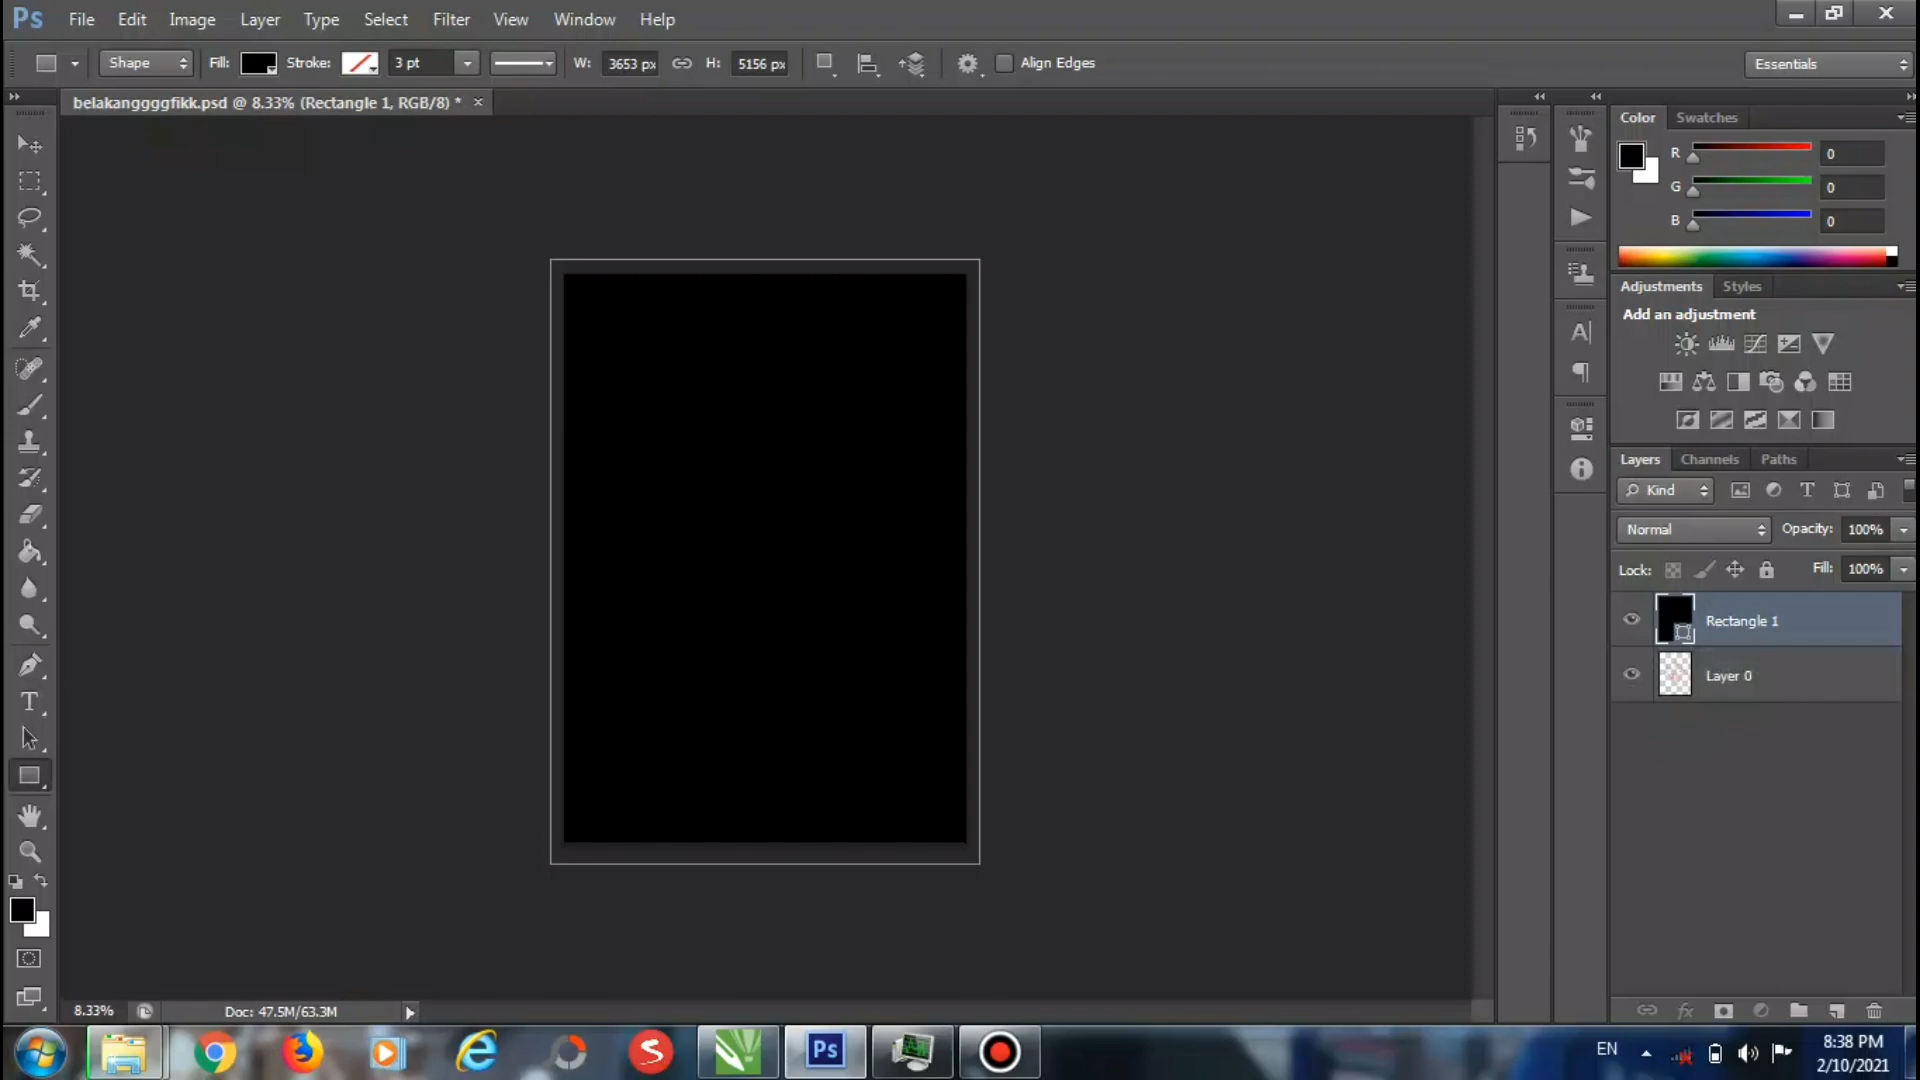 Ps File Edit Image Layer Type Select Filter View Window Help
Shape Fill: Stroke: 3 pt W: 3653 px H: 5156 px Align Edges Essentials
belakanggggfikk.psd @ 8.33% (Rectangle 1, RGB/8) *
Color Swatches
R 0
G 0
B 0
Adjustments Styles
Add an adjustment
Layers Channels Paths
Kind
Normal Opacity: 100%
Lock: Fill: 100%
Rectangle 1
Layer 0
8.33% Doc: 47.5M/63.3M
Ps
EN
8:38 PM
2/10/2021